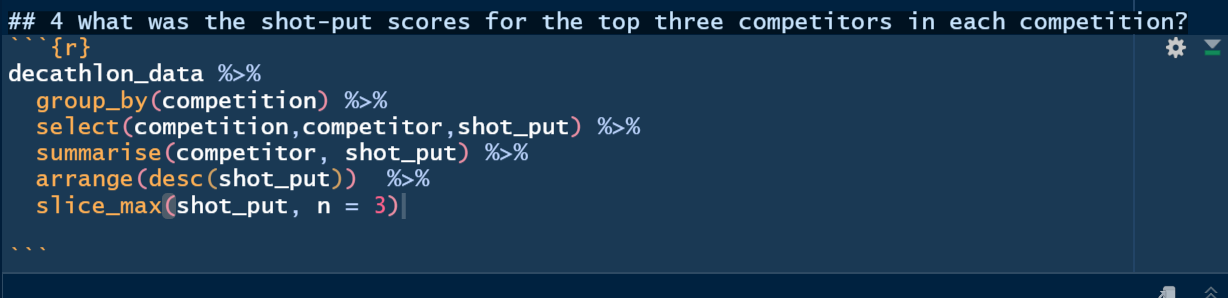 ## 4 What was the shot-put scores for the top three competitors in each competition?
```{r}
decathlon_data %>%
  group_by(competition) %>%
  select(competition,competitor,shot_put) %>%
  summarise(competitor, shot_put) %>%
  arrange(desc(shot_put))  %>%
  slice_max(shot_put, n = 3)
```